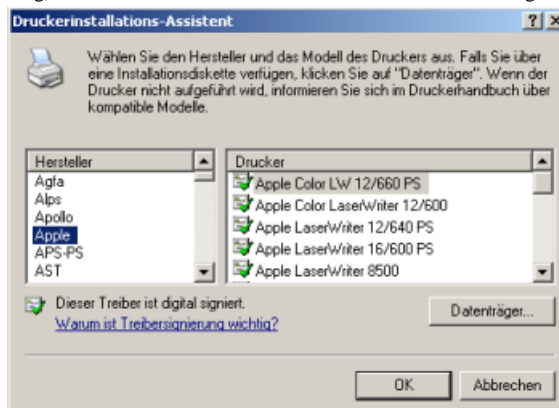 Druckerinstallations-Assistent
Wählen Sie den Hersteller und das Modell des Druckers aus. Falls Sie über
eine Installationsdiskette verfügen, klicken Sie auf "Datenträger". Wenn der
Drucker nicht aufgeführt wird, informieren Sie sich im Druckerhandbuch über
kompatible Modelle.
Hersteller
Agfa
Alps
Apollo
Apple
APS-PS
AST
Drucker
Apple Color LW 12/660 PS
Apple Color LaserWriter 12/600
Apple LaserWriter 12/640 PS
Apple LaserWriter 16/600 PS
Apple LaserWriter 8500
Dieser Treiber ist digital signiert.
Warum ist Treibersignierung wichtig?
Datenträger...
OK
Abbrechen